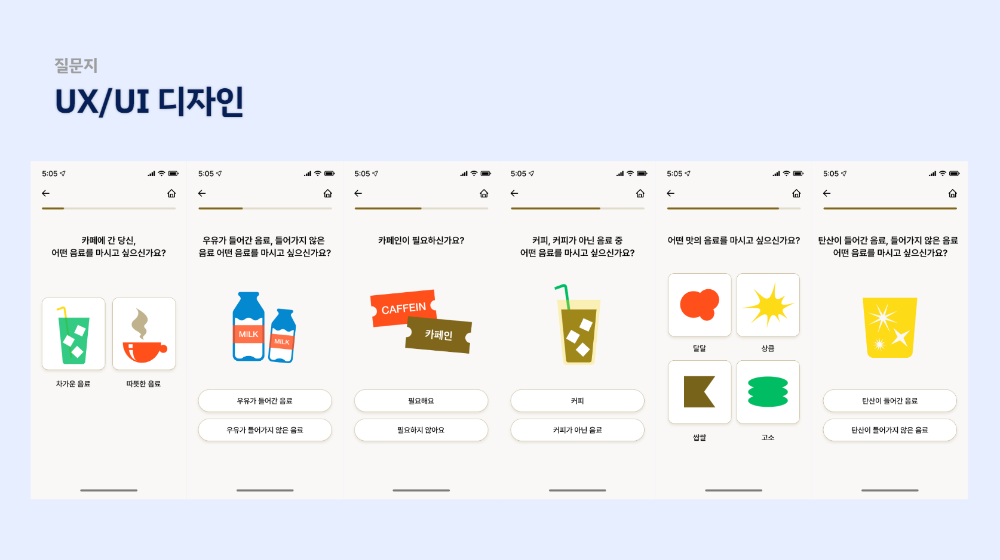 질문지
UX/UI 디자인
5:05
카페에 간 당신,
어떤 음료를 마시고 싶으신가요?
차가운 음료
따뜻한 음료
5:05
우유가 들어간 음료, 들어가지 않은
음료 어떤 음료를 마시고 싶으신가요?
MILK
MILK
우유가 들어간 음료
우유가 들어가지 않은 음료
5:05
카페인이 필요하신가요?
CAFFEIN
카페인
필요해요
필요하지 않아요
5:05
커피, 커피가 아닌 음료 중
어떤 음료를 마시고 싶으신가요?
커피
커피가 아닌 음료
5:05
어떤 맛의 음료를 마시고 싶으신가요?
달달
상큼
쌉쌀
고소
5:05
탄산이 들어간 음료, 들어가지 않은 음료
어떤 음료를 마시고 싶으신가요?
탄산이 들어간 음료
탄산이 들어가지 않은 음료